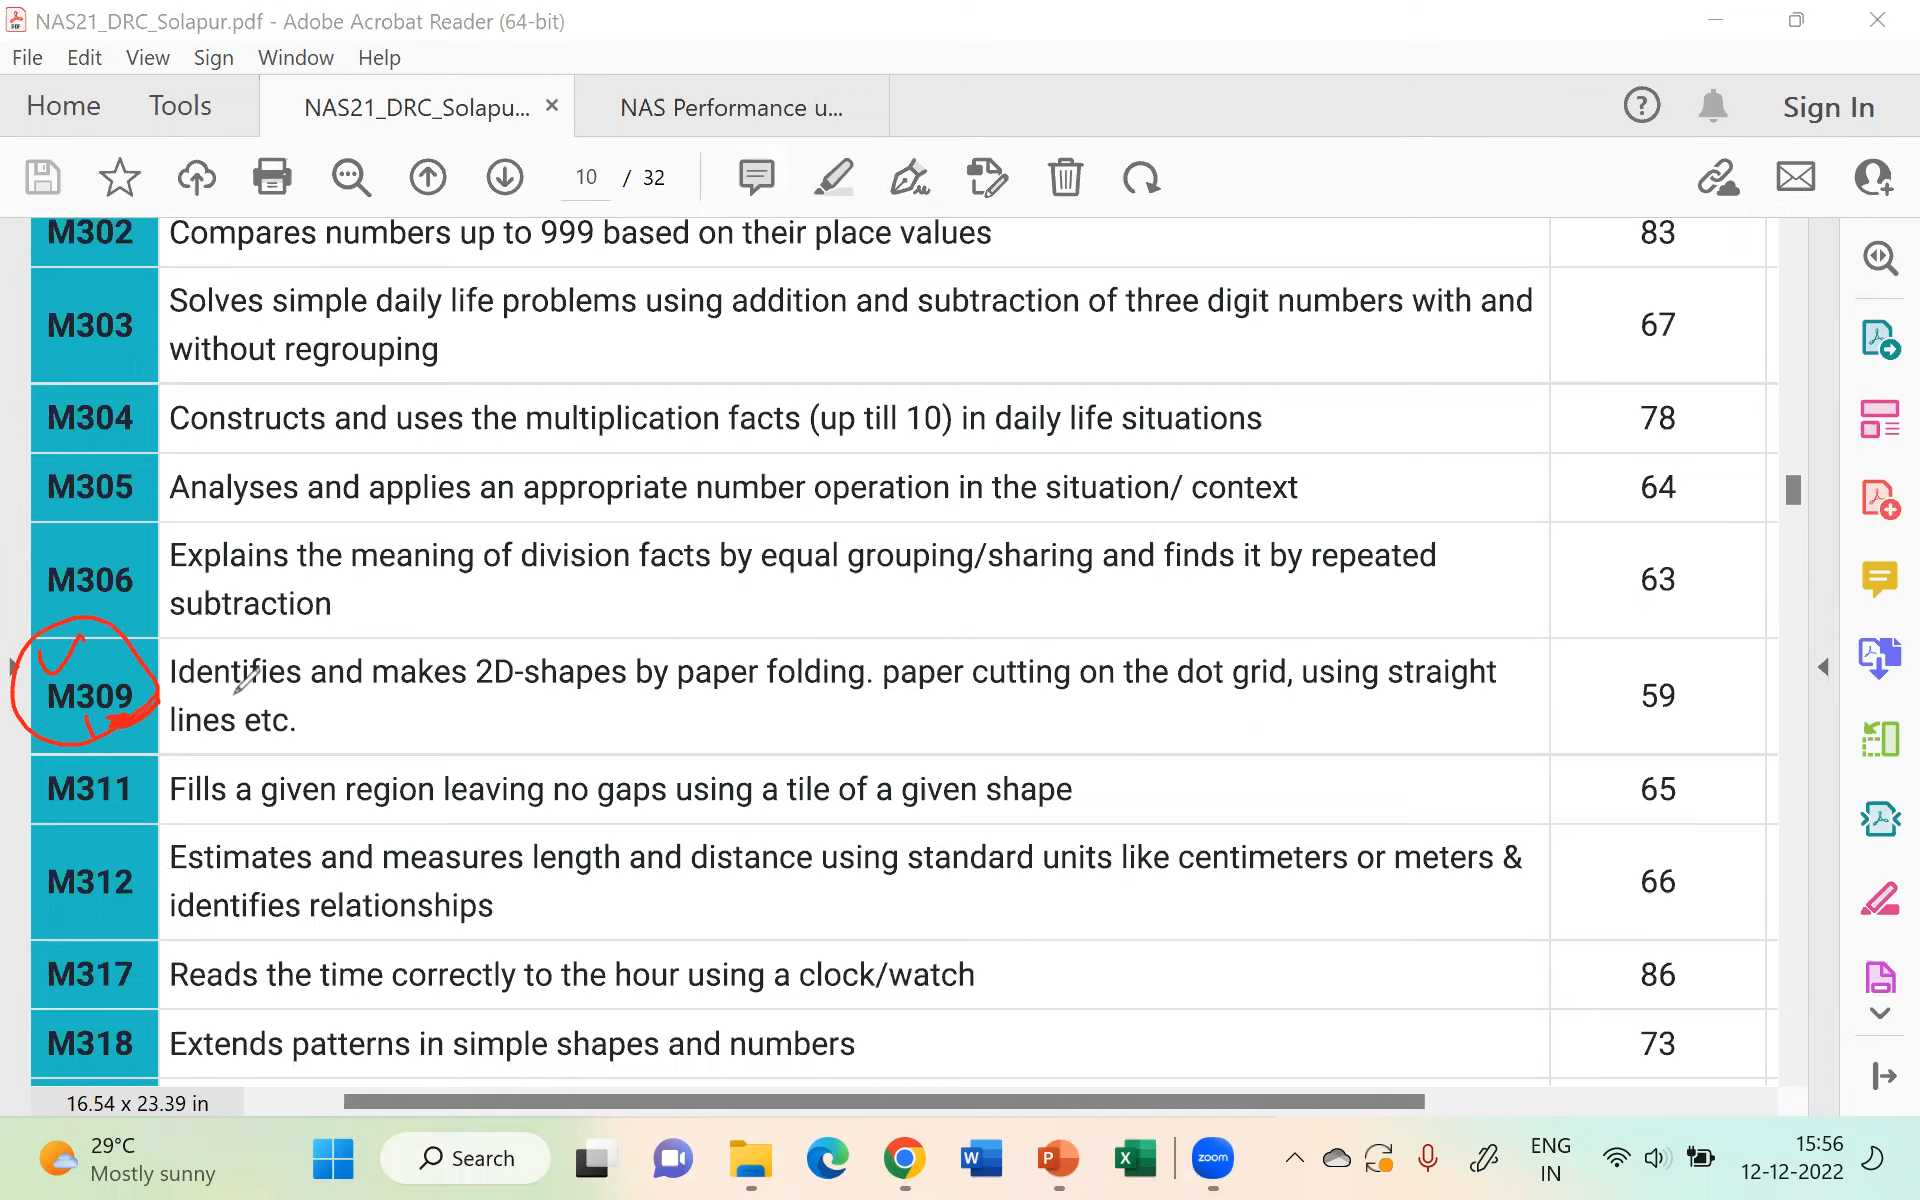 NAS21_DRC_Solapur.pdf - Adobe Acrobat Reader (64-bit)
File Edit View Sign Window Help
Home Tools NAS21_DRC_Solapu... × NAS Performance u... Sign In
10 / 32
M302 Compares numbers up to 999 based on their place values 83
M303 Solves simple daily life problems using addition and subtraction of three digit numbers with and 67
without regrouping
M304 Constructs and uses the multiplication facts (up till 10) in daily life situations 78
M305 Analyses and applies an appropriate number operation in the situation/ context 64
M306 Explains the meaning of division facts by equal grouping/sharing and finds it by repeated 63
subtraction
M309 Identifies and makes 2D-shapes by paper folding. paper cutting on the dot grid, using straight 59
lines etc.
M311 Fills a given region leaving no gaps using a tile of a given shape 65
M312 Estimates and measures length and distance using standard units like centimeters or meters & 66
identifies relationships
M317 Reads the time correctly to the hour using a clock/watch 86
M318 Extends patterns in simple shapes and numbers 73
16.54 x 23.39 in
29°C
Mostly sunny
Search
zoom
ENG
IN
15:56
12-12-2022